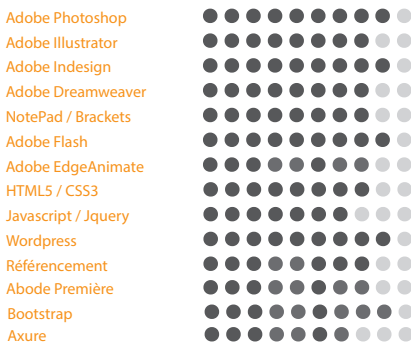 Adobe Photoshop
Adobe Illustrator
Adobe Indesign
Adobe Dreamweaver
NotePad / Brackets
Adobe Flash
Adobe EdgeAnimate
HTML5 / CSS3
Javascript / Jquery
Wordpress
Référencement
Abode Première
Bootstrap
Axure